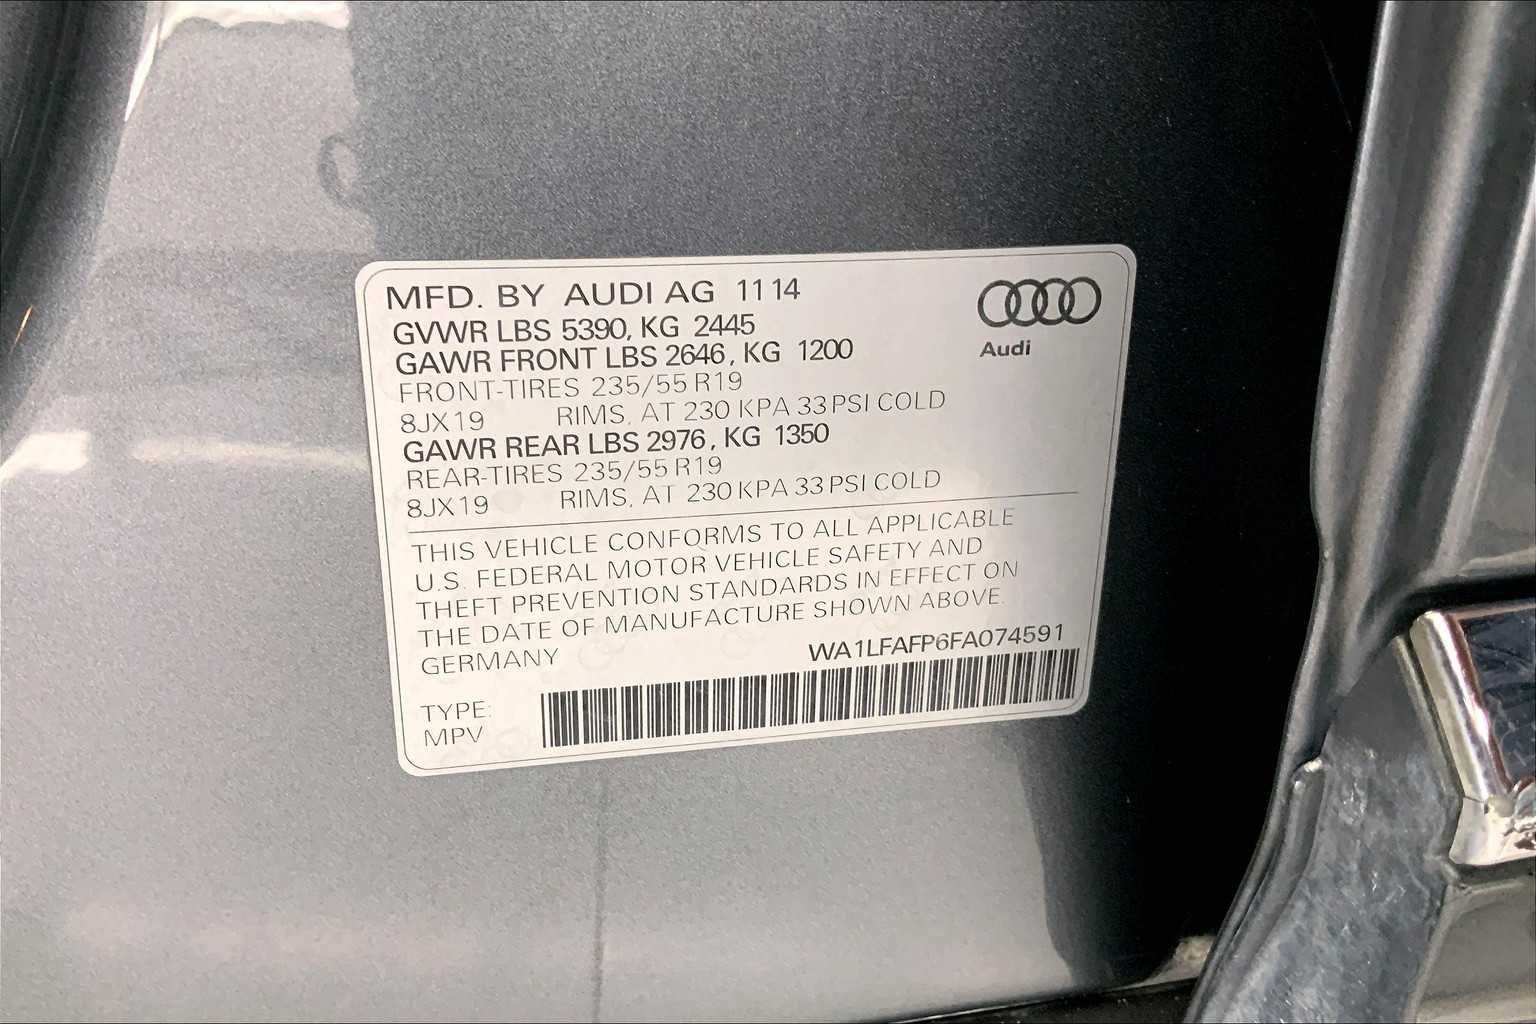 MFD. BY AUDI AG 11 14
GVWR LBS 5390, KG 2445
GAWR FRONT LBS 2646, KG 1200
FRONT-TIRES 235/55 R19
8JX19 RIMS, AT 230 KPA 33 PSI COLD
GAWR REAR LBS 2976, KG 1350
REAR-TIRES 235/55 R19
8JX19 RIMS, AT 230 KPA 33 PSI COLD
Audi
THIS VEHICLE CONFORMS TO ALL APPLICABLE
U.S. FEDERAL MOTOR VEHICLE SAFETY AND
THEFT PREVENTION STANDARDS IN EFFECT ON
THE DATE OF MANUFACTURE SHOWN ABOVE.
GERMANY WA1LFAFP6FA074591
TYPE:
MPV